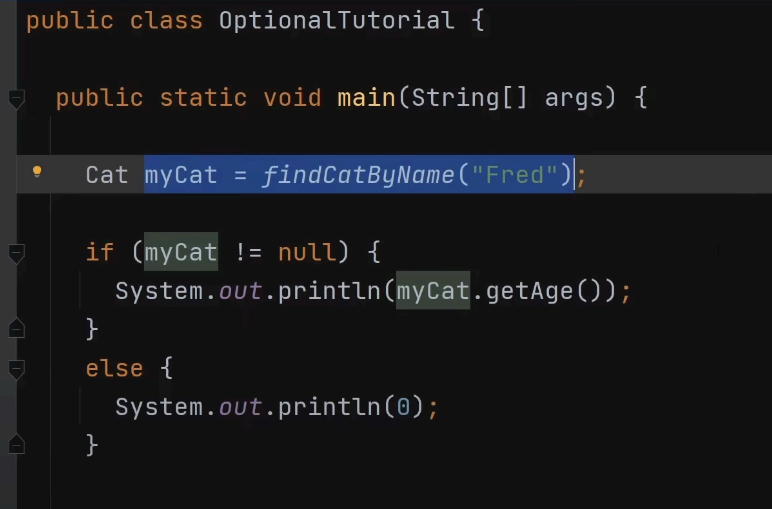 public class OptionalTutorial {
public static void main(String[] args) {
Cat myCat = findCatByName("Fred");
if (myCat != null) {
System.out.println(myCat.getAge());
}
else {
System.out.println(0);
}